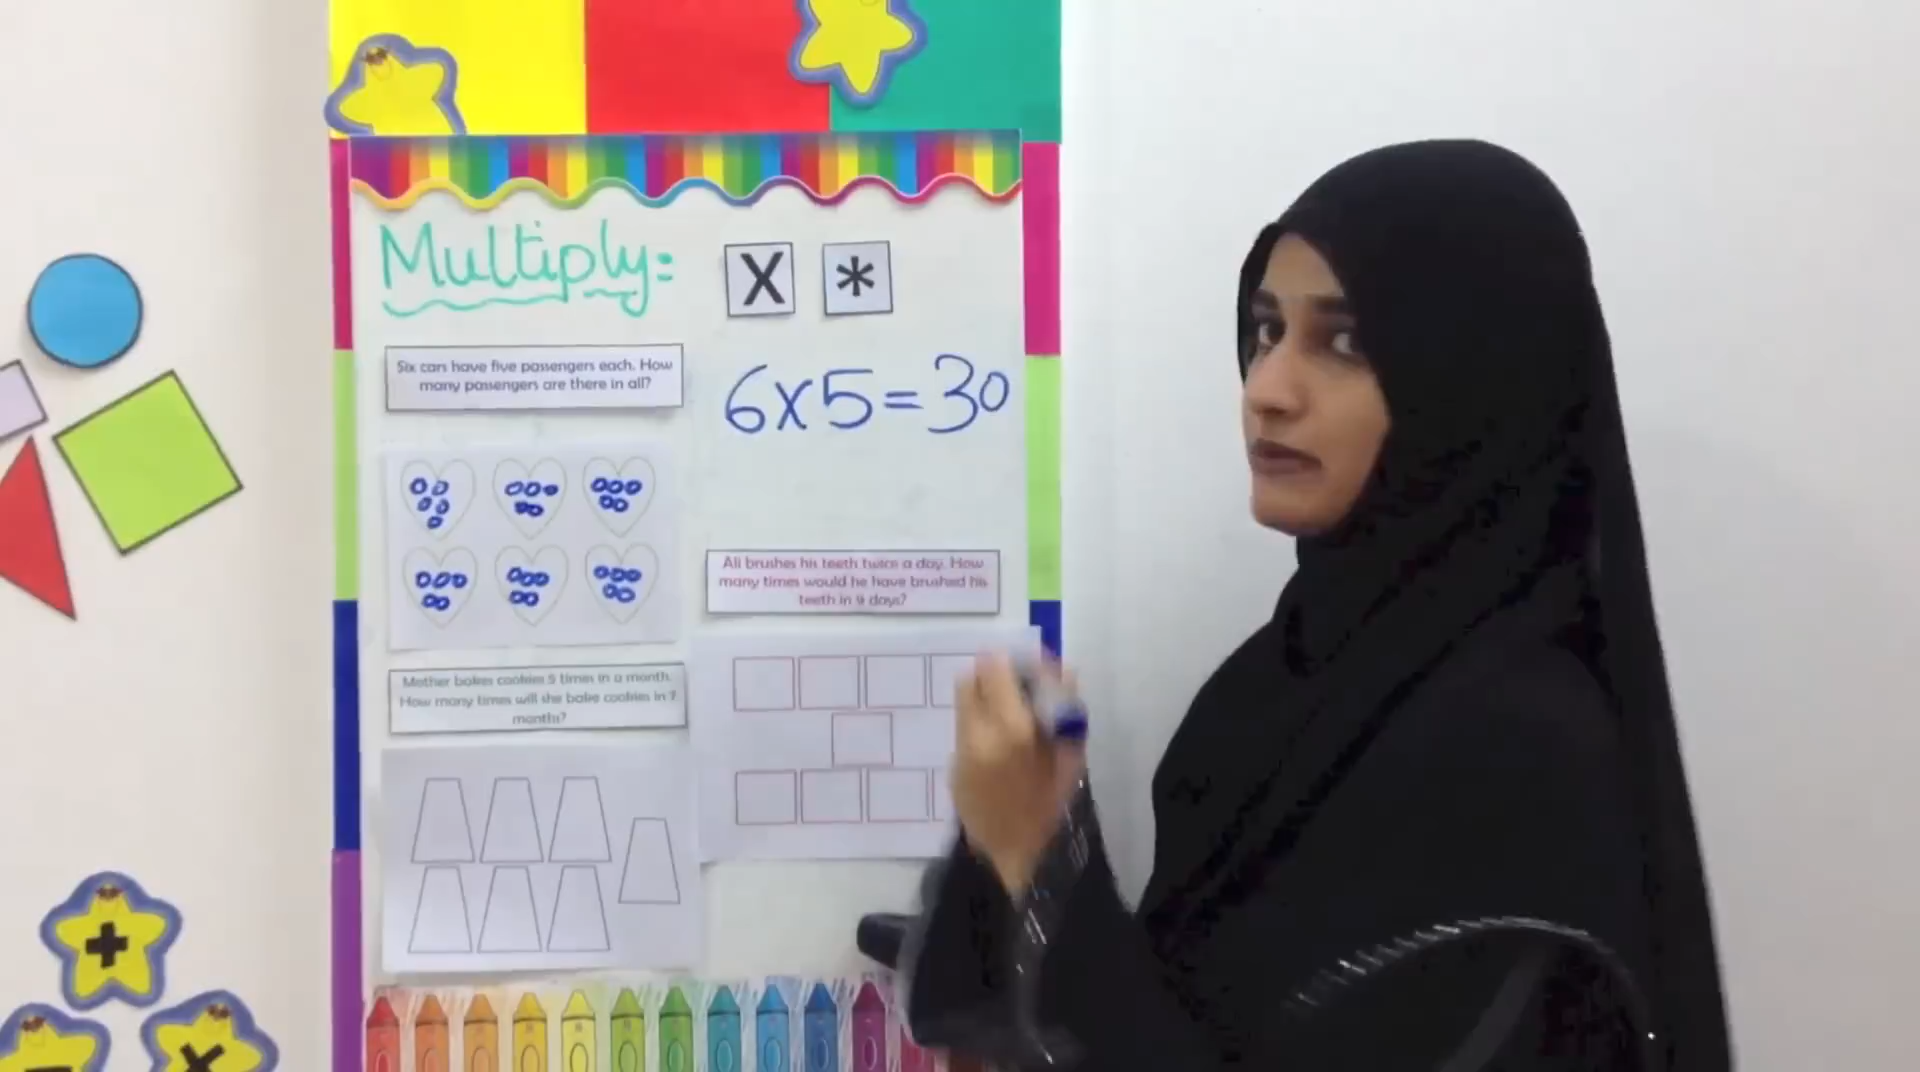 Multiply:
X *
Six cars have five passengers each. How
many passengers are there in all?
6x5=30
Ali brushes his teeth twice a day. How
many times would he have brushed his
teeth in 9 days?
Mother bakes cookies 5 times in a month.
How many times will she bake cookies in 7
months?